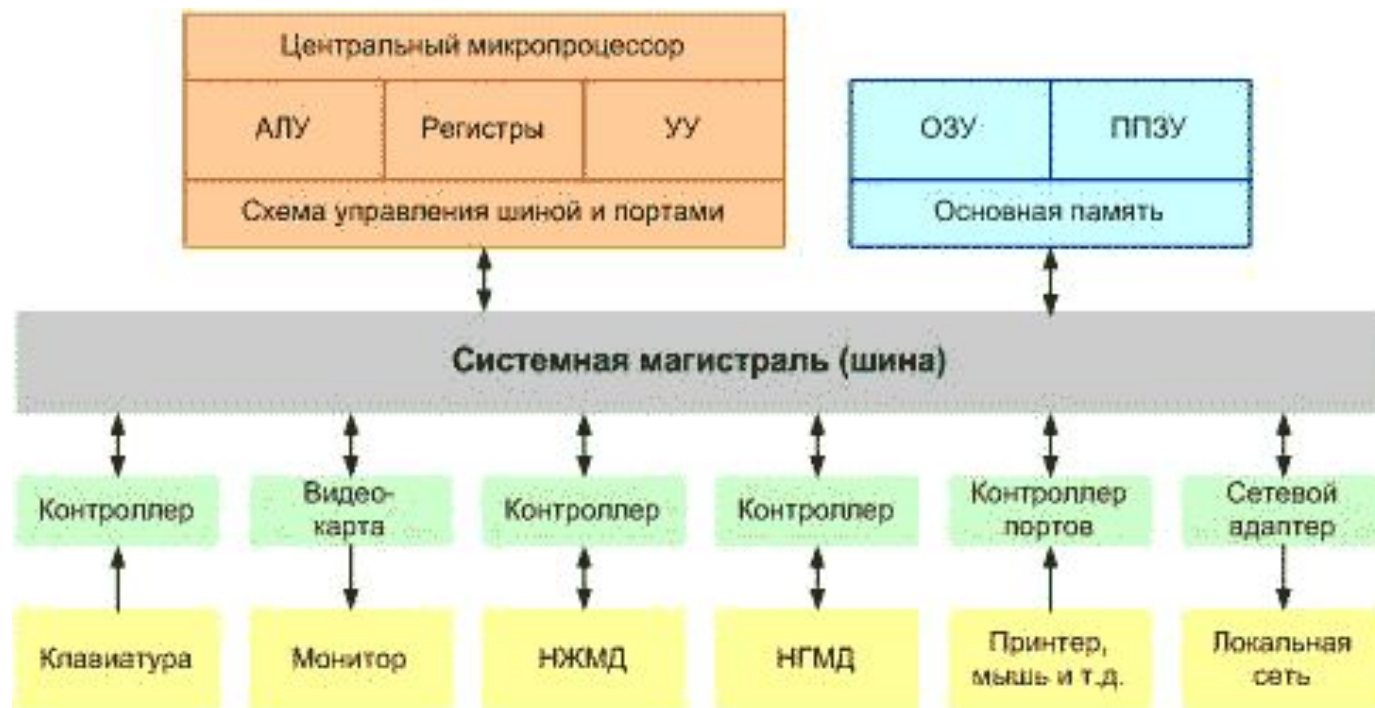 Центральный микропроцессор
АЛУ Регистры УУ
Схема управления шиной и портами
ОЗУ ППЗУ
Основная память
Системная магистраль (шина)
Контроллер
Видео-
карта
Контроллер
Контроллер
Контроллер
портов
Сетевой
адаптер
Клавиатура
Монитор
НЖМД
НГМД
Принтер,
мышь и т.д.
Локальная
сеть